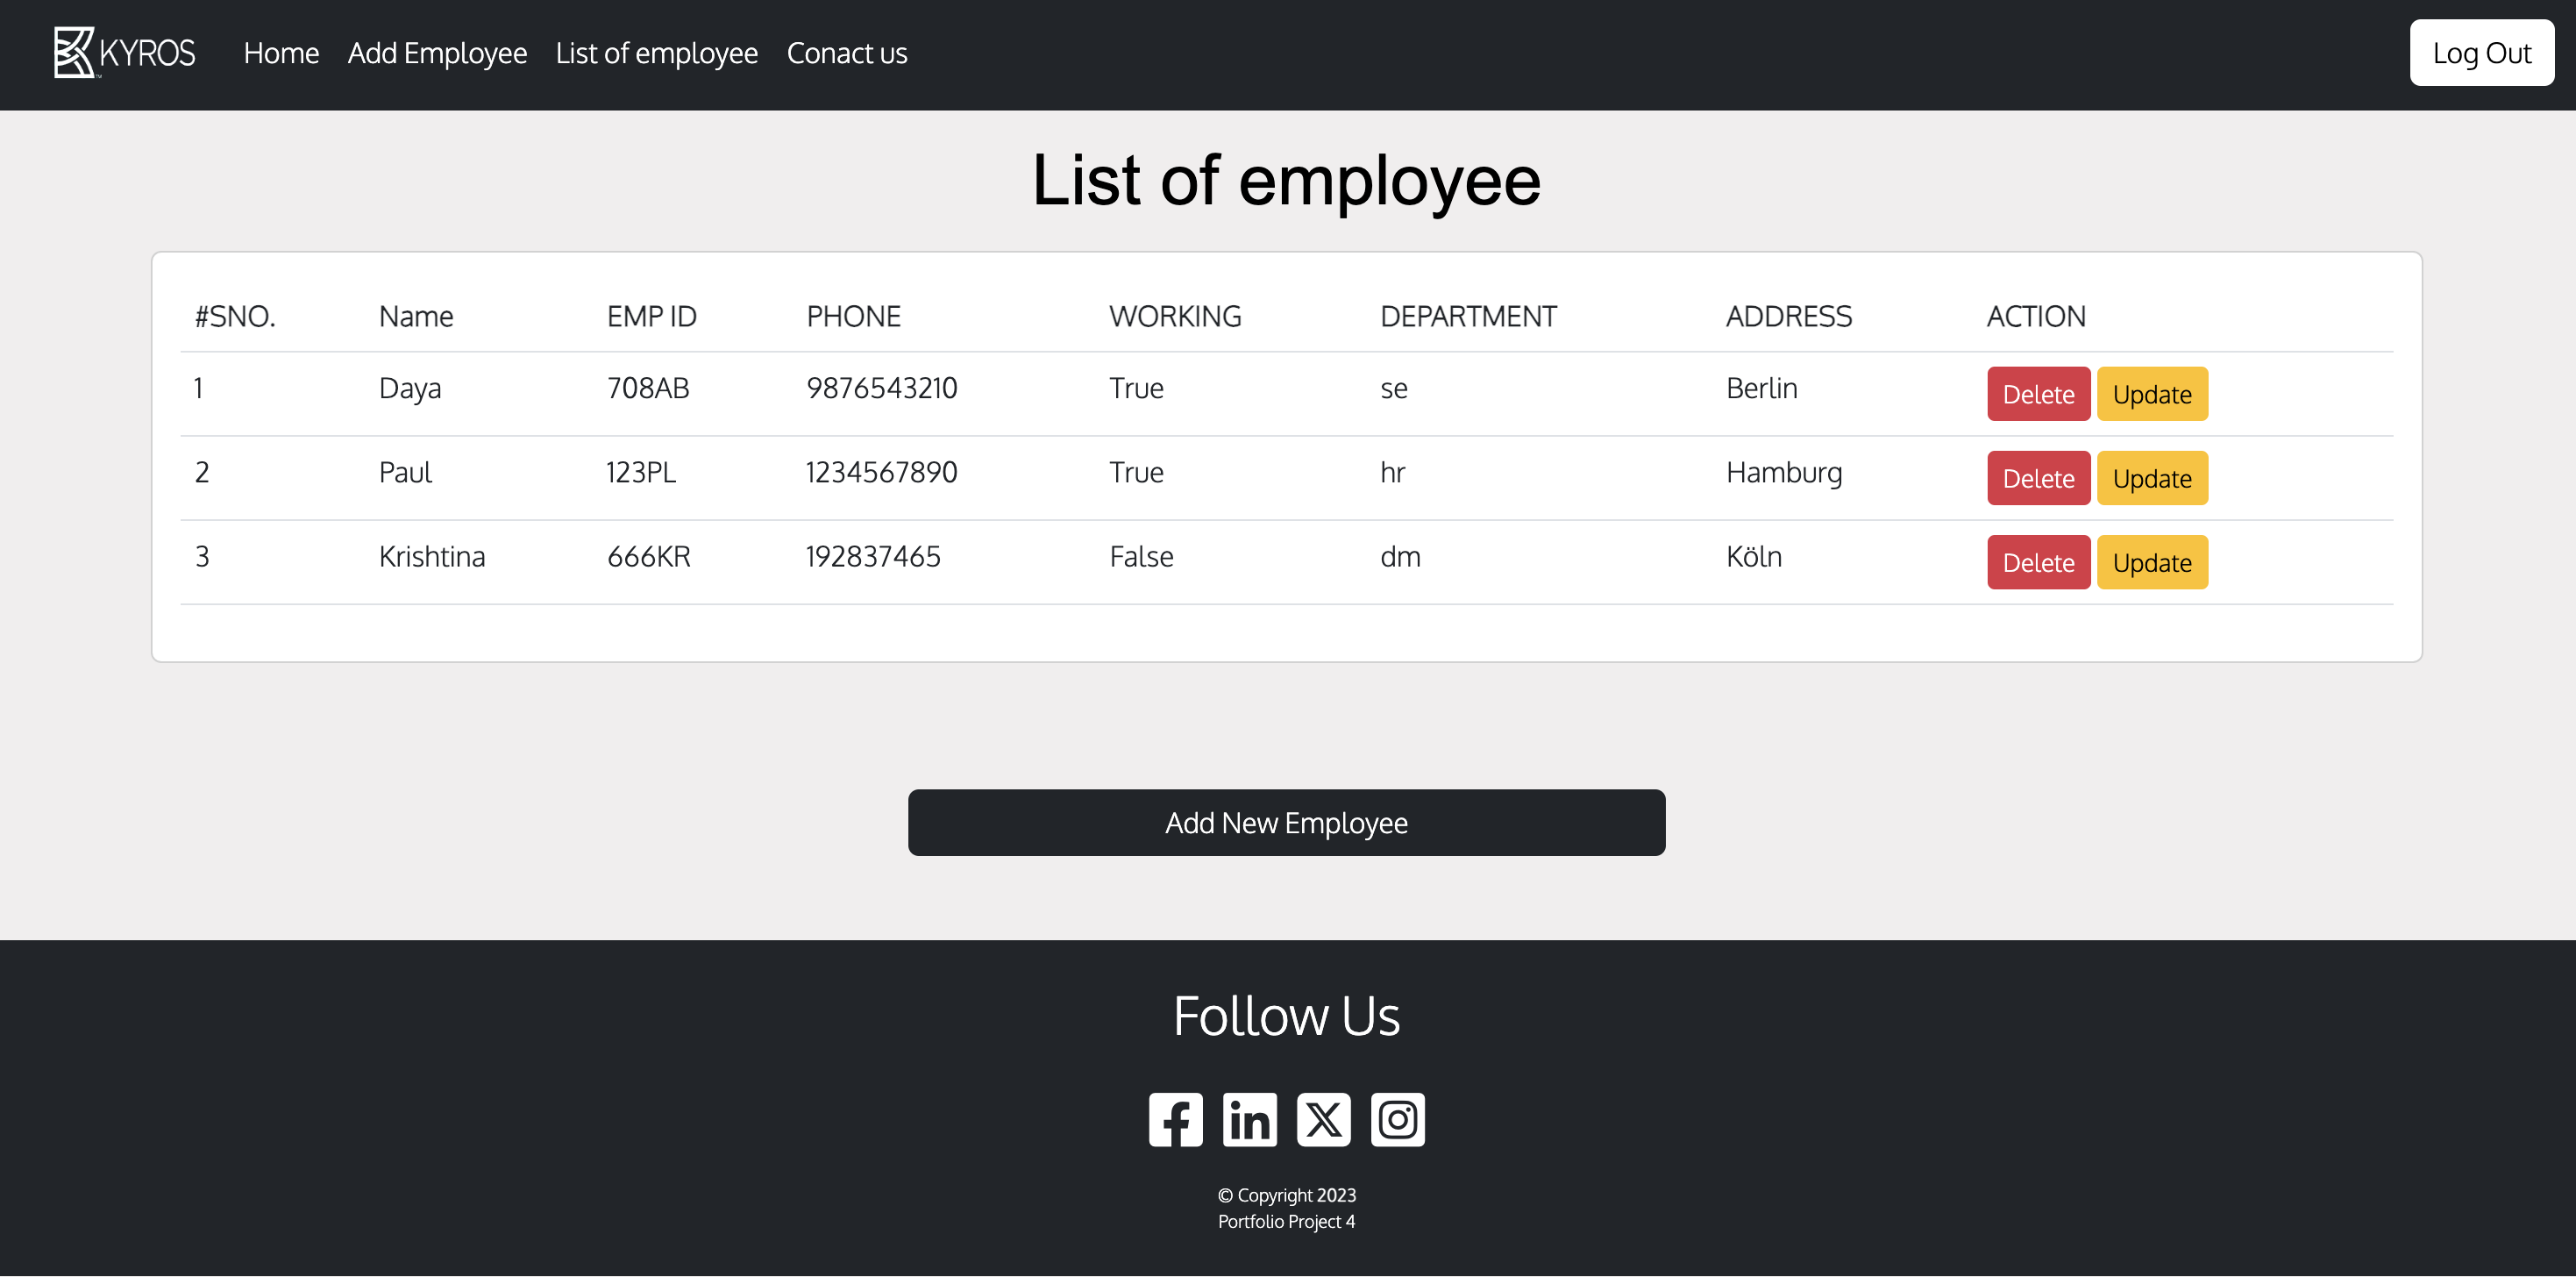 KYROS Home Add Employee List of employee Conact us Log Out
List of employee
#SNO. Name EMP ID PHONE WORKING DEPARTMENT ADDRESS ACTION
1 Daya 708AB 9876543210 True se Berlin Delete Update
2 Paul 123PL 1234567890 True hr Hamburg Delete Update
3 Krishtina 666KR 192837465 False dm Köln Delete Update
Add New Employee
Follow Us
© Copyright 2023
Portfolio Project 4